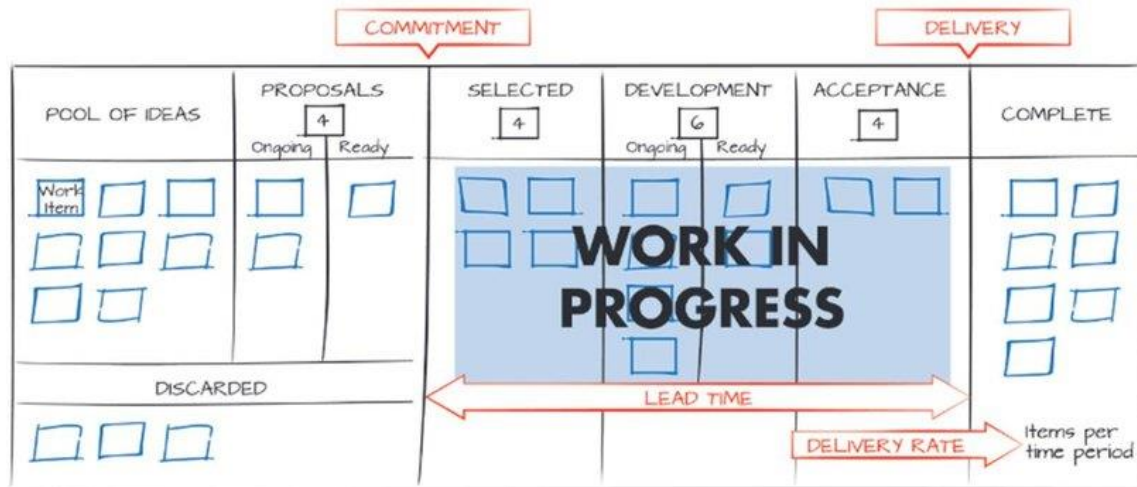 COMMITMENT
DELIVERY
POOL OF IDEAS
PROPOSALS
4
Ongoing
Ready
SELECTED
4
DEVELOPMENT
6
Ongoing
Ready
ACCEPTANCE
4
COMPLETE
Work
Item
WORK IN
PROGRESS
DISCARDED
LEAD TIME
DELIVERY RATE
Items per
time period